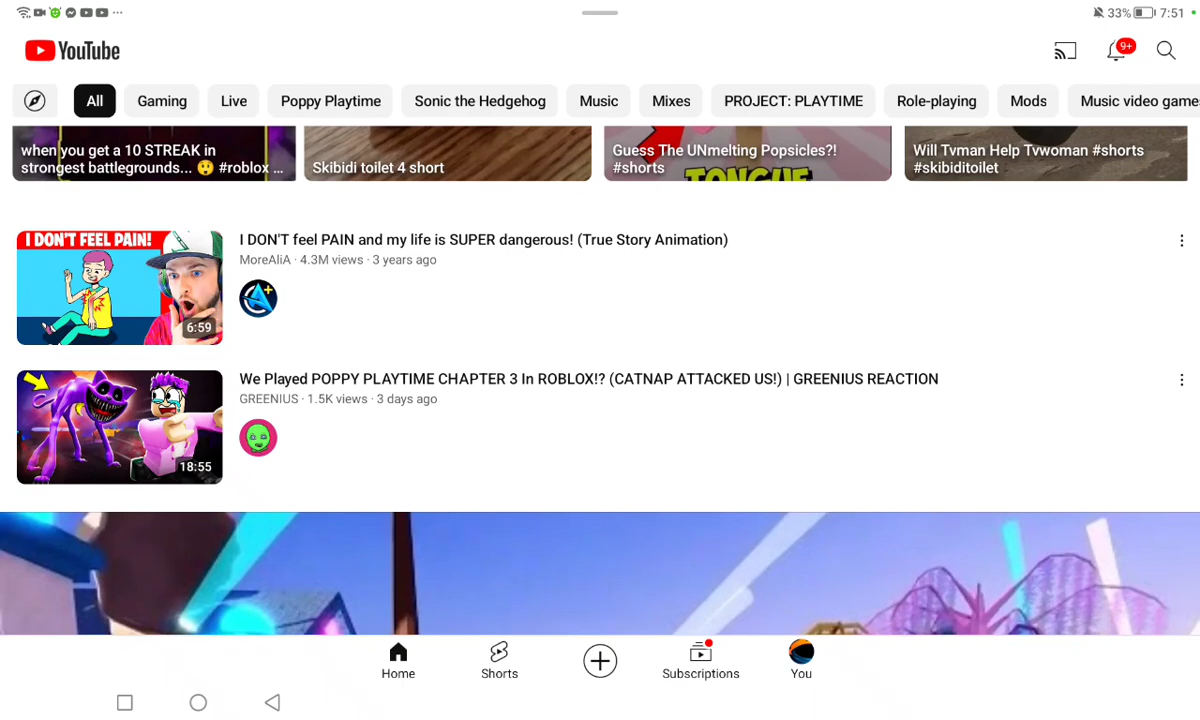 33% 7:51
YouTube
9+
All
Gaming
Live
Poppy Playtime
Sonic the Hedgehog
Music
Mixes
PROJECT: PLAYTIME
Role-playing
Mods
Music video game
when you get a 10 STREAK in
strongest battlegrounds... 😲 #roblox ...
Skibidi toilet 4 short
Guess The UNmelting Popsicles?!
#shorts
TONGUE
Will Tvman Help Tvwoman #shorts
#skibiditoilet
I DON'T FEEL PAIN!
6:59
I DON'T feel PAIN and my life is SUPER dangerous! (True Story Animation)
MoreAliA · 4.3M views · 3 years ago
18:55
We Played POPPY PLAYTIME CHAPTER 3 In ROBLOX!? (CATNAP ATTACKED US!) | GREENIUS REACTION
GREENIUS · 1.5K views · 3 days ago
Home
Shorts
Subscriptions
You